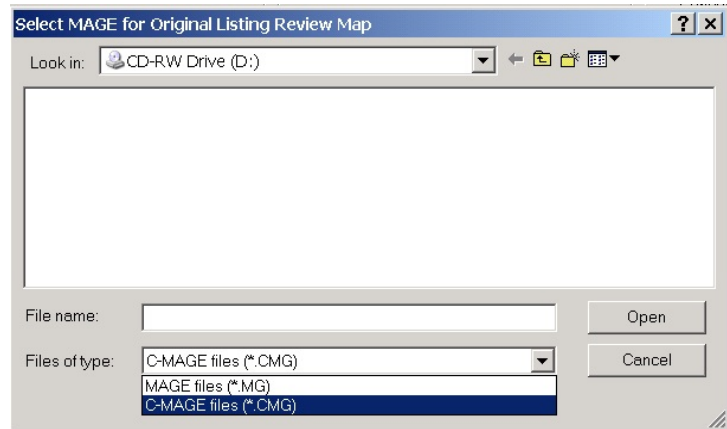 Select MAGE for Original Listing Review Map ? ×
Look in: CD-RW Drive (D:)
File name: Open
Files of type: C-MAGE files (*.CMG) Cancel
MAGE files (*.MG)
C-MAGE files (*.CMG)